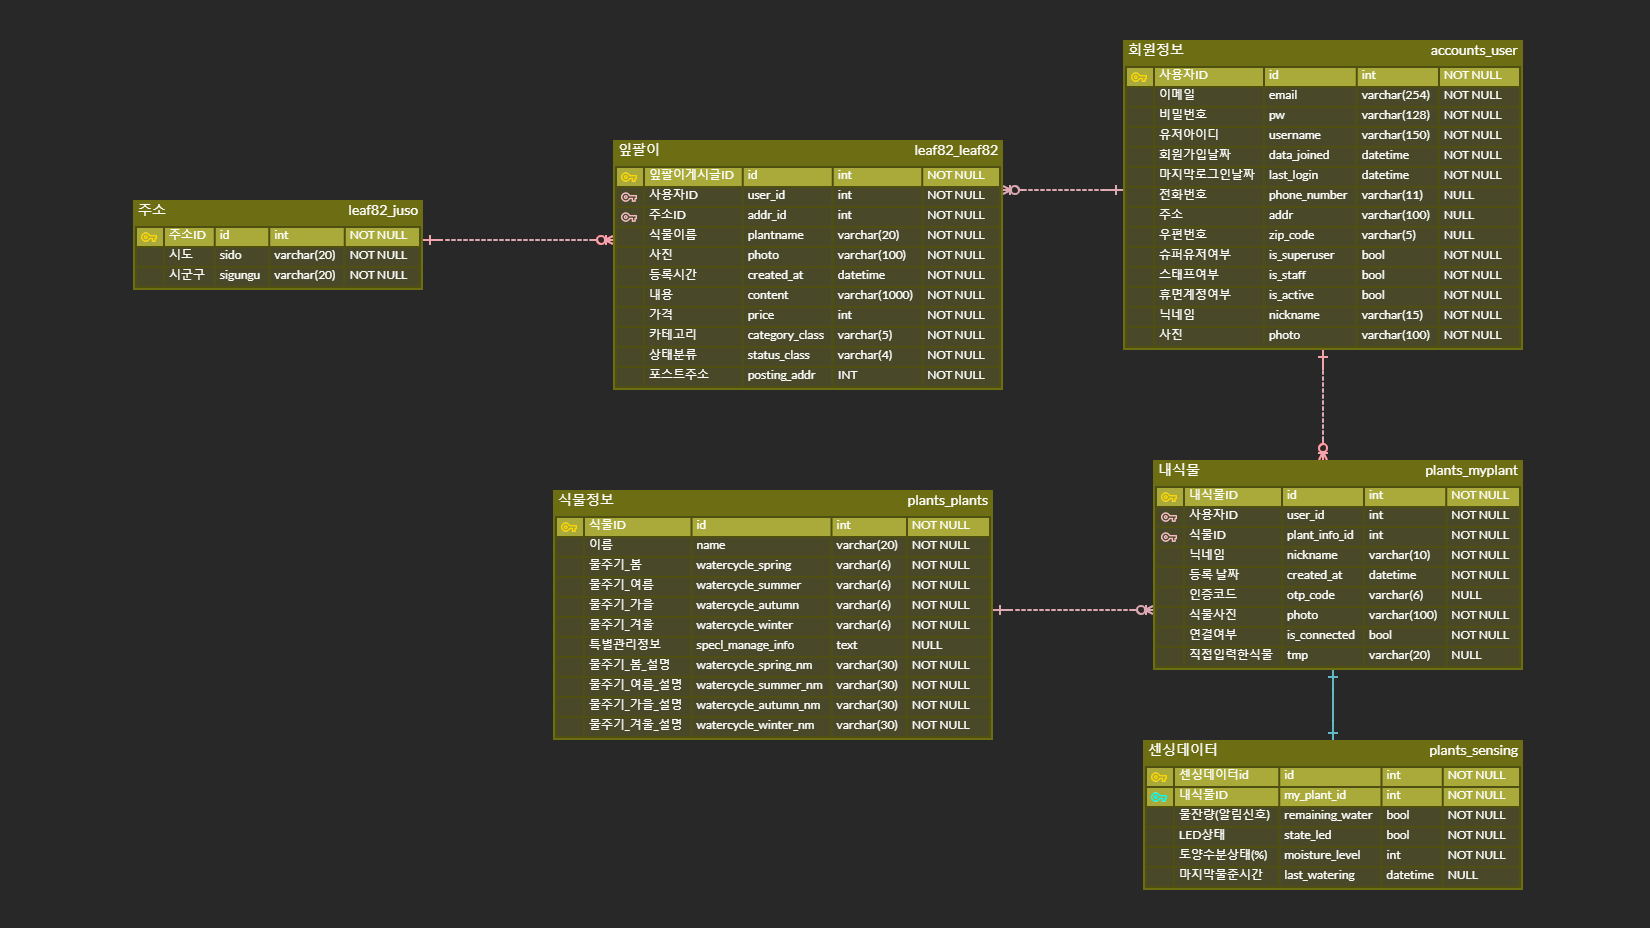 회원정보 accounts_user
사용자ID id int NOT NULL
이메일 email varchar(254) NOT NULL
비밀번호 pw varchar(128) NOT NULL
유저아이디 username varchar(150) NOT NULL
회원가입날짜 data_joined datetime NOT NULL
마지막로그인날짜 last_login datetime NOT NULL
전화번호 phone_number varchar(11) NULL
주소 addr varchar(100) NULL
우편번호 zip_code varchar(5) NULL
슈퍼유저여부 is_superuser bool NOT NULL
스태프여부 is_staff bool NOT NULL
휴면계정여부 is_active bool NOT NULL
닉네임 nickname varchar(15) NOT NULL
사진 photo varchar(100) NOT NULL
잎팔이 leaf82_leaf82
잎팔이게시글ID id int NOT NULL
사용자ID user_id int NOT NULL
주소ID addr_id int NOT NULL
식물이름 plantname varchar(20) NOT NULL
사진 photo varchar(100) NOT NULL
등록시간 created_at datetime NOT NULL
내용 content varchar(1000) NOT NULL
가격 price int NOT NULL
카테고리 category_class varchar(5) NOT NULL
상태분류 status_class varchar(4) NOT NULL
포스트주소 posting_addr INT NOT NULL
주소 leaf82_juso
주소ID id int NOT NULL
시도 sido varchar(20) NOT NULL
시군구 sigungu varchar(20) NOT NULL
내식물 plants_myplant
내식물ID id int NOT NULL
사용자ID user_id int NOT NULL
식물ID plant_info_id int NOT NULL
닉네임 nickname varchar(10) NOT NULL
등록 날짜 created_at datetime NOT NULL
인증코드 otp_code varchar(6) NULL
식물사진 photo varchar(100) NOT NULL
연결여부 is_connected bool NOT NULL
직접입력한식물 tmp varchar(20) NULL
식물정보 plants_plants
식물ID id int NOT NULL
이름 name varchar(20) NOT NULL
물주기_봄 watercycle_spring varchar(6) NOT NULL
물주기_여름 watercycle_summer varchar(6) NOT NULL
물주기_가을 watercycle_autumn varchar(6) NOT NULL
물주기_겨울 watercycle_winter varchar(6) NOT NULL
특별관리정보 specl_manage_info text NULL
물주기_봄_설명 watercycle_spring_nm varchar(30) NOT NULL
물주기_여름_설명 watercycle_summer_nm varchar(30) NOT NULL
물주기_가을_설명 watercycle_autumn_nm varchar(30) NOT NULL
물주기_겨울_설명 watercycle_winter_nm varchar(30) NOT NULL
센싱데이터 plants_sensing
센싱데이터id id int NOT NULL
내식물ID my_plant_id int NOT NULL
물잔량(알림신호) remaining_water bool NOT NULL
LED상태 state_led bool NOT NULL
토양수분상태(%) moisture_level int NOT NULL
마지막물준시간 last_watering datetime NULL